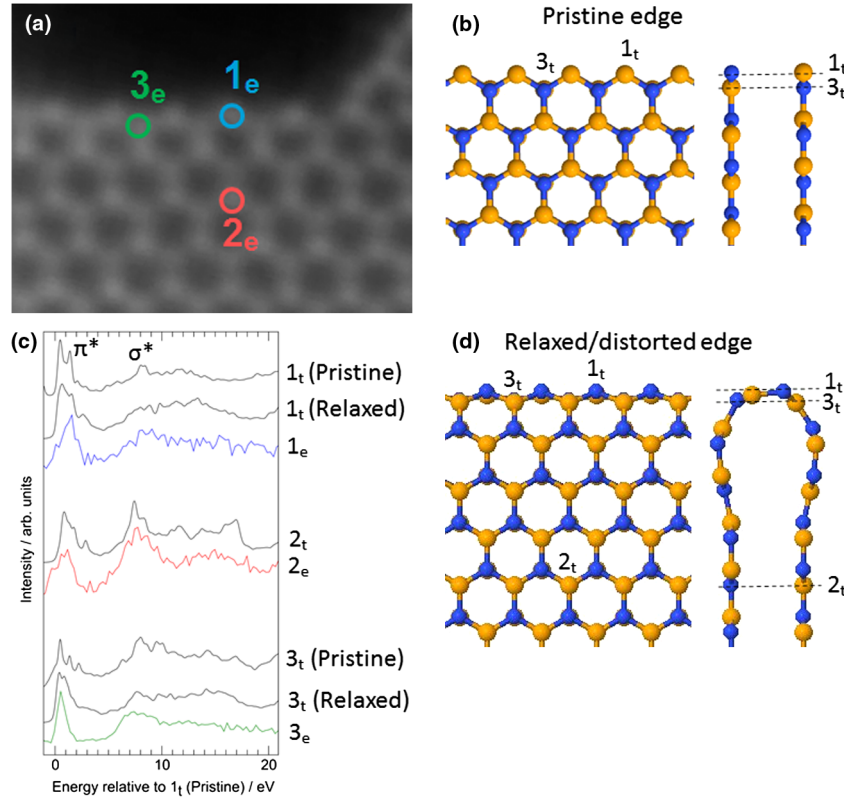 (a)
3e
1e
2e
(b)
Pristine edge
3t
1t
1t
3t
(c)
π*
σ*
1t (Pristine)
1t (Relaxed)
1e
2t
2e
3t (Pristine)
3t (Relaxed)
3e
Intensity / arb. units
0
10
20
Energy relative to 1t (Pristine) / eV
(d)
Relaxed/distorted edge
3t
1t
2t
1t
3t
2t